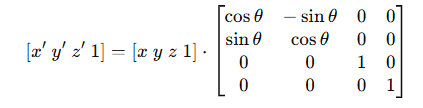 [x′ y′ z′ 1] = [x y z 1] · ⎡cos θ − sin θ 0 0⎤
⎢sin θ cos θ 0 0⎥
⎢0 0 1 0⎥
⎣0 0 0 1⎦